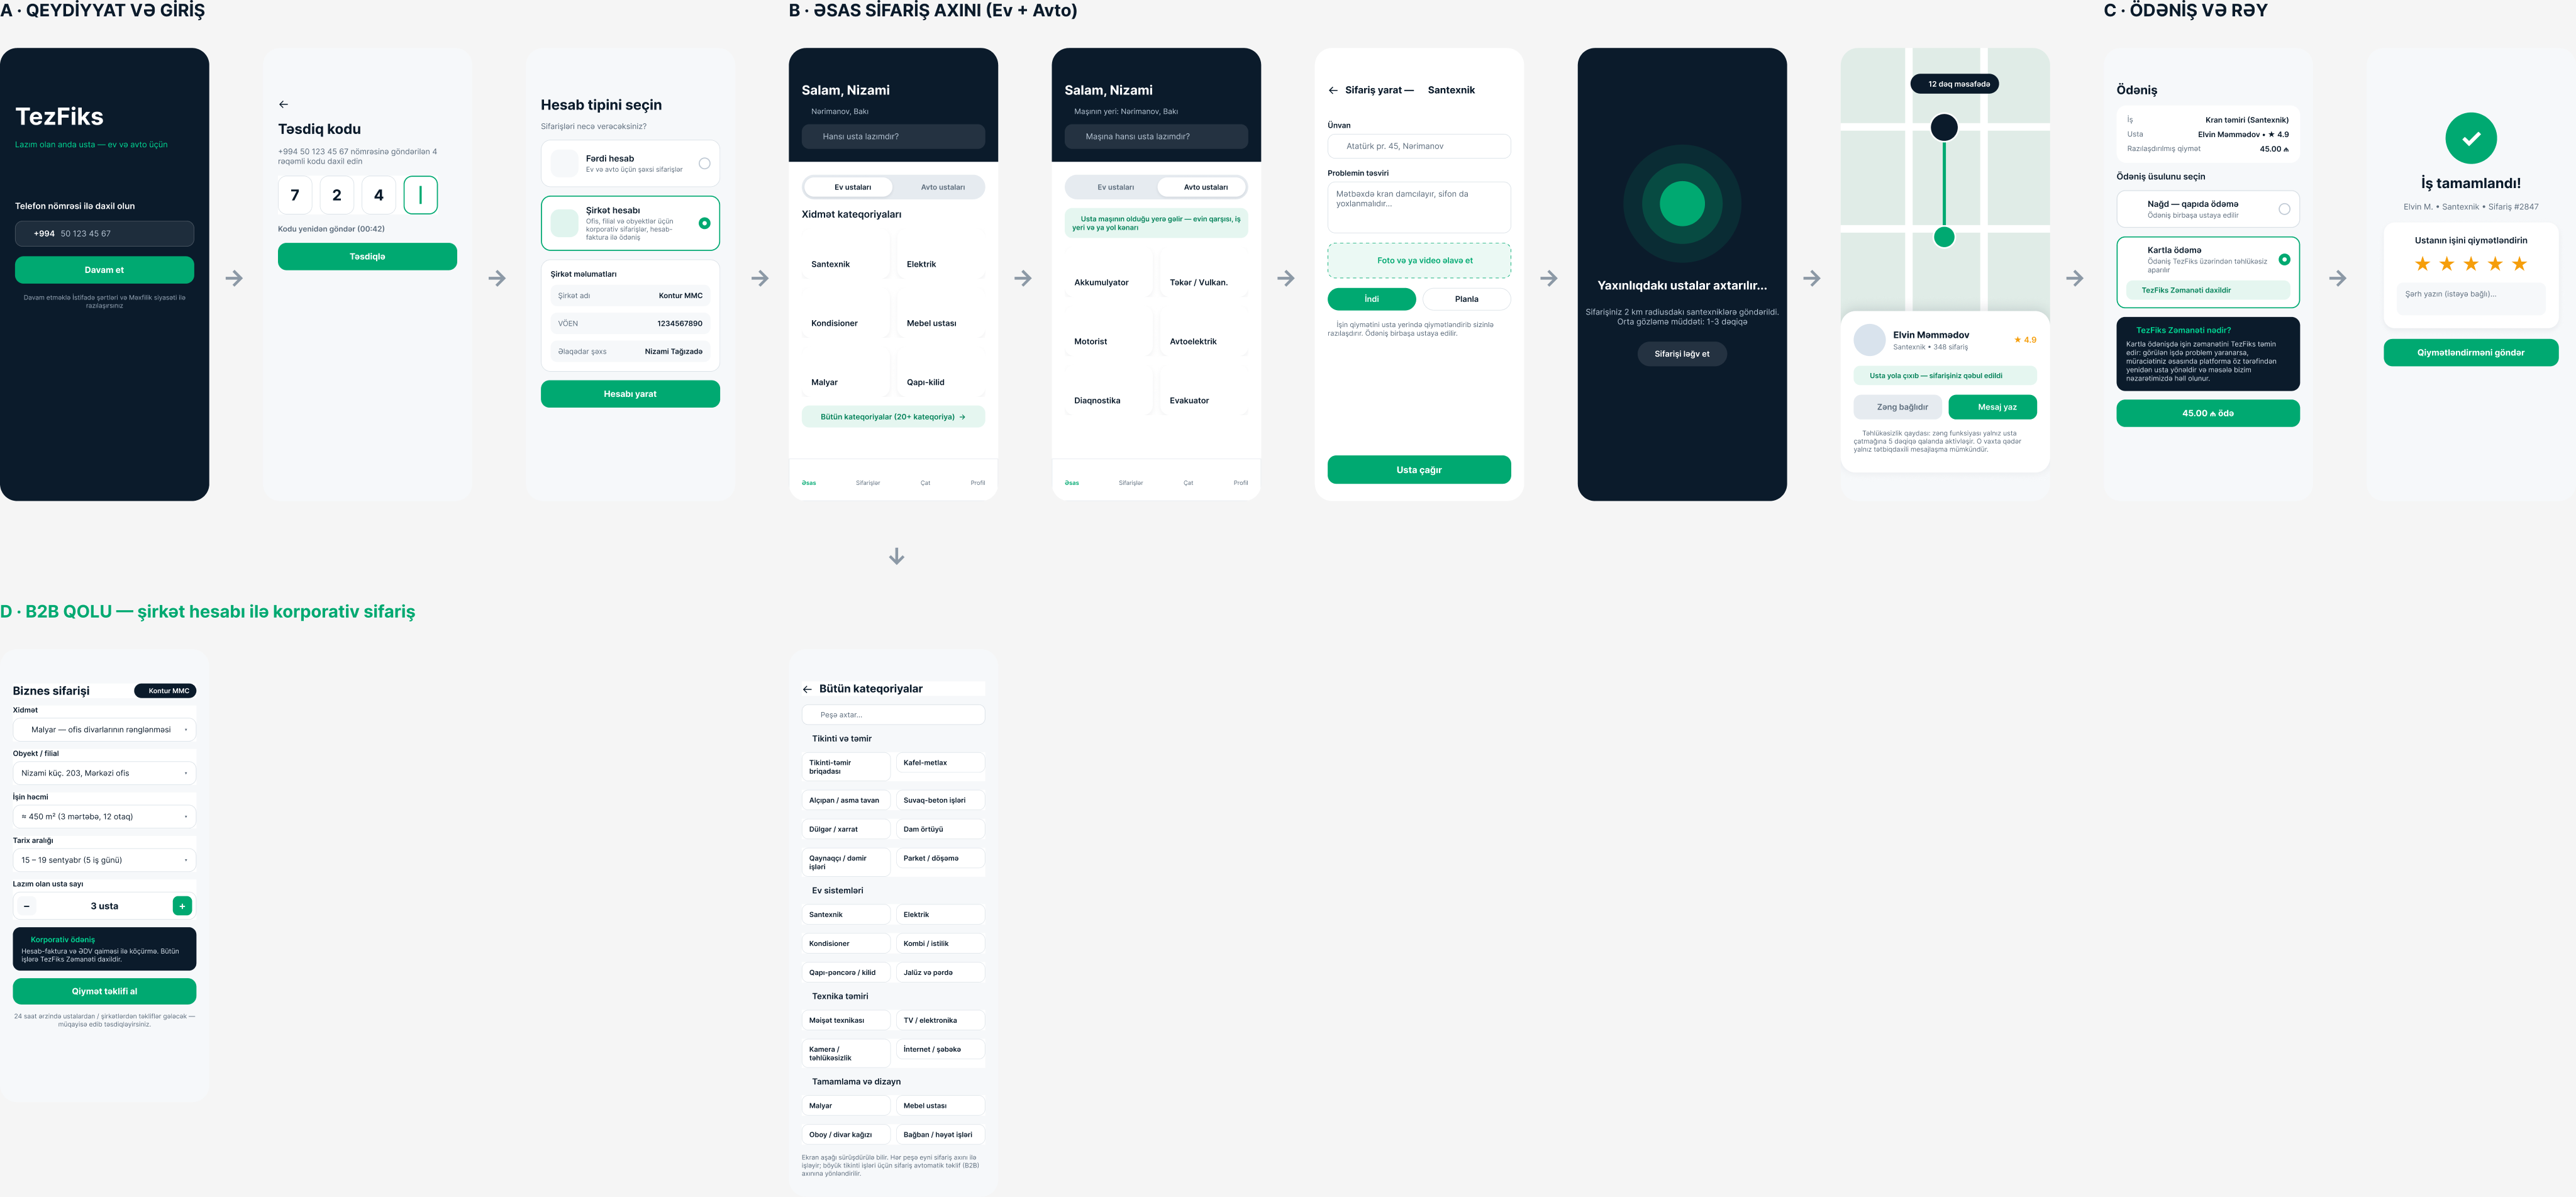 A · QEYDİYYAT VƏ GİRİŞ
B · ƏSAS SİFARİŞ AXINI (Ev + Avto)
C · ÖDƏNİŞ VƏ RƏY
TezFiks
Lazım olan anda usta — ev və avto üçün
Telefon nömrəsi ilə daxil olun
+994 50 123 45 67
Davam et
Davam etməklə İstifadə şərtləri və Məxfilik siyasəti ilə
razılaşırsınız
←
Təsdiq kodu
+994 50 123 45 67 nömrəsinə göndərilən 4
rəqəmli kodu daxil edin
7 2 4 |
Kodu yenidən göndər (00:42)
Təsdiqlə
Hesab tipini seçin
Sifarişləri necə verəcəksiniz?
Fərdi hesab
Ev və avto üçün şəxsi sifarişlər
Şirkət hesabı
Ofis, filial və obyektlər üçün
korporativ sifarişlər, hesab-
faktura ilə ödəniş
Şirkət məlumatları
Şirkət adı Kontur MMC
VÖEN 1234567890
Əlaqədar şəxs Nizami Tağızadə
Hesabı yarat
Salam, Nizami
Nərimanov, Bakı
Hansı usta lazımdır?
Ev ustaları Avto ustaları
Xidmət kateqoriyaları
Santexnik Elektrik
Kondisioner Mebel ustası
Malyar Qapı-kilid
Bütün kateqoriyalar (20+ kateqoriya) →
Əsas Sifarişlər Çat Profil
Salam, Nizami
Maşının yeri: Nərimanov, Bakı
Maşına hansı usta lazımdır?
Ev ustaları Avto ustaları
Usta maşının olduğu yerə gəlir — evin qarşısı, iş
yeri və ya yol kənarı
Akkumulyator Təkər / Vulkan.
Motorist Avtoelektrik
Diaqnostika Evakuator
Əsas Sifarişlər Çat Profil
← Sifariş yarat — Santexnik
Ünvan
Atatürk pr. 45, Nərimanov
Problemin təsviri
Mətbəxdə kran damcılayır, sifon da
yoxlanmalıdır...
Foto və ya video əlavə et
İndi Planla
İşin qiymətini usta yerində qiymətləndirib sizinlə
razılaşdırır. Ödəniş birbaşa ustaya edilir.
Usta çağır
Yaxınlıqdakı ustalar axtarılır...
Sifarişiniz 2 km radiusdakı santexniklərə göndərildi.
Orta gözləmə müddəti: 1-3 dəqiqə
Sifarişi ləğv et
12 dəq məsafədə
Elvin Məmmədov
Santexnik • 348 sifariş
★ 4.9
Usta yola çıxıb — sifarişiniz qəbul edildi
Zəng bağlıdır Mesaj yaz
Təhlükəsizlik qaydası: zəng funksiyası yalnız usta
çatmağına 5 dəqiqə qalanda aktivləşir. O vaxta qədər
yalnız tətbiqdaxili mesajlaşma mümkündür.
Ödəniş
İş Kran təmiri (Santexnik)
Usta Elvin Məmmədov • ★ 4.9
Razılaşdırılmış qiymət 45.00 ₼
Ödəniş üsulunu seçin
Nağd — qapıda ödəmə
Ödəniş birbaşa ustaya edilir
Kartla ödəmə
Ödəniş TezFiks üzərindən təhlükəsiz
aparılır
TezFiks Zəmanəti daxildir
TezFiks Zəmanəti nədir?
Kartla ödənişdə işin zəmanətini TezFiks təmin
edir: görülən işdə problem yaranarsa,
müraciətiniz əsasında platforma öz tərəfindən
yenidən usta yönəldir və məsələ bizim
nəzarətimizdə həll olunur.
45.00 ₼ ödə
İş tamamlandı!
Elvin M. • Santexnik • Sifariş #2847
Ustanın işini qiymətləndirin
★ ★ ★ ★ ★
Şərh yazın (istəyə bağlı)...
Qiymətləndirməni göndər
D · B2B QOLU — şirkət hesabı ilə korporativ sifariş
Biznes sifarişi Kontur MMC
Xidmət
Malyar — ofis divarlarının rənglənməsi
Obyekt / filial
Nizami küç. 203, Mərkəzi ofis
İşin həcmi
≈ 450 m² (3 mərtəbə, 12 otaq)
Tarix aralığı
15 – 19 sentyabr (5 iş günü)
Lazım olan usta sayı
− 3 usta +
Korporativ ödəniş
Hesab-faktura və ƏDV qaiməsi ilə köçürmə. Bütün
işlərə TezFiks Zəmanəti daxildir.
Qiymət təklifi al
24 saat ərzində ustalardan / şirkətlərdən təkliflər gələcək —
müqayisə edib təsdiqləyirsiniz.
← Bütün kateqoriyalar
Peşə axtar...
Tikinti və təmir
Tikinti-təmir
briqadası
Kafel-metlax
Alçıpan / asma tavan Suvaq-beton işləri
Dülgər / xarrat Dam örtüyü
Qaynaqçı / dəmir
işləri
Parket / döşəmə
Ev sistemləri
Santexnik Elektrik
Kondisioner Kombi / istilik
Qapı-pəncərə / kilid Jalüz və pərdə
Texnika təmiri
Məişət texnikası TV / elektronika
Kamera /
təhlükəsizlik
İnternet / şəbəkə
Tamamlama və dizayn
Malyar Mebel ustası
Oboy / divar kağızı Bağban / həyət işləri
Ekran aşağı sürüşdürülə bilir. Hər peşə eyni sifariş axını ilə
işləyir; böyük tikinti işləri üçün sifariş avtomatik təklif (B2B)
axınına yönləndirilir.